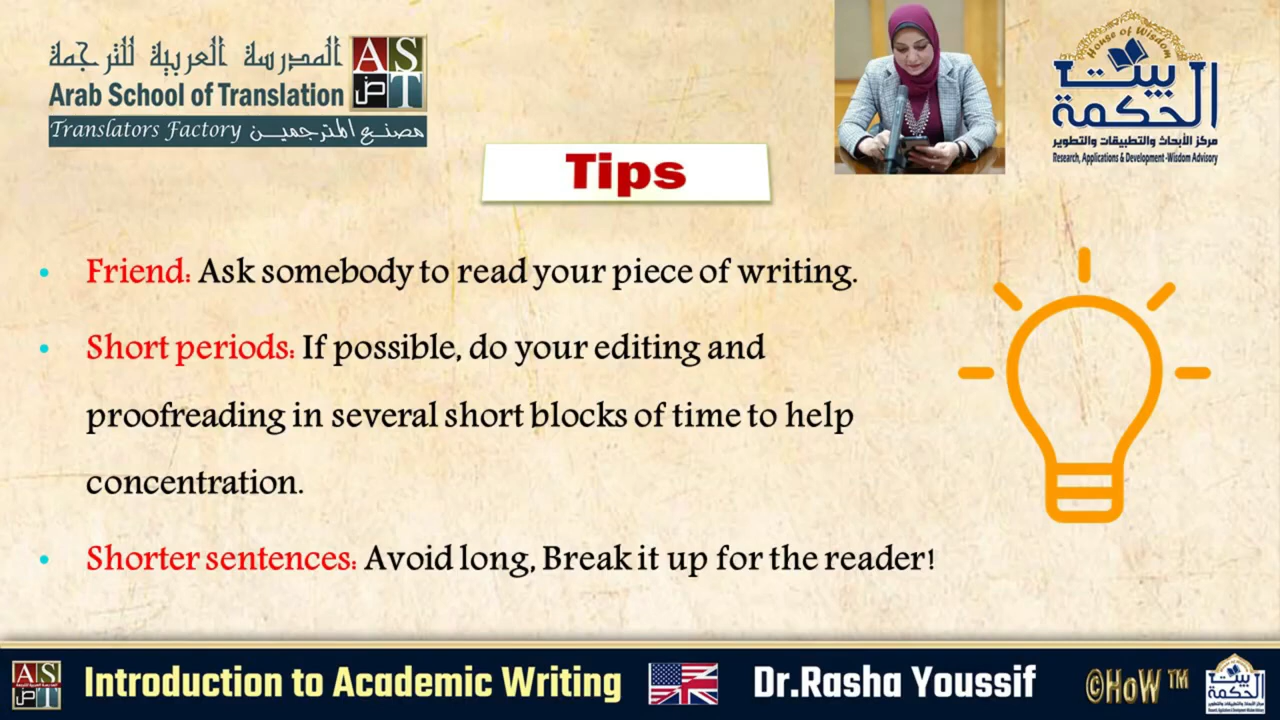 المدرسة العربية للترجمة
Arab School of Translation
Translators Factory مصنع المترجمين
A S
ض T
House of Wisdom
بيت الحكمة
مركز الأبحاث والتطبيقات والتطوير
Research, Applications & Development -Wisdom Advisory
Tips
• Friend: Ask somebody to read your piece of writing.
• Short periods: If possible, do your editing and
proofreading in several short blocks of time to help
concentration.
• Shorter sentences: Avoid long, Break it up for the reader!
A S
ض T
Introduction to Academic Writing
Dr.Rasha Youssif
©HoW™
بيت الحكمة